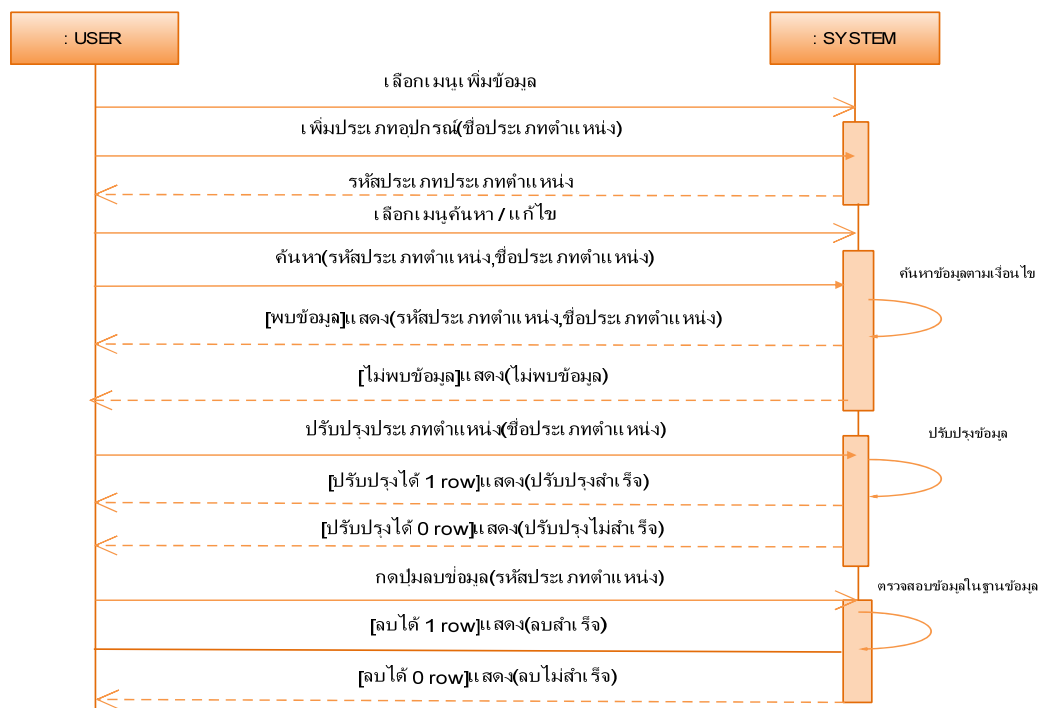 : USER
: SYSTEM
เลือกเมนูเพิ่มข้อมูล
เพิ่มประเภทอุปกรณ์(ชื่อประเภทตำแหน่ง)
รหัสประเภทประเภทตำแหน่ง
เลือกเมนูค้นหา / แก้ไข
ค้นหา(รหัสประเภทตำแหน่ง,ชื่อประเภทตำแหน่ง)
ค้นหาข้อมูลตามเงื่อนไข
[พบข้อมูล]แสดง(รหัสประเภทตำแหน่ง,ชื่อประเภทตำแหน่ง)
[ไม่พบข้อมูล]แสดง(ไม่พบข้อมูล)
ปรับปรุงประเภทตำแหน่ง(ชื่อประเภทตำแหน่ง)
ปรับปรุงข้อมูล
[ปรับปรุงได้ 1 row]แสดง(ปรับปรุงสำเร็จ)
[ปรับปรุงได้ 0 row]แสดง(ปรับปรุงไม่สำเร็จ)
กดปุ่มลบข่อมูล(รหัสประเภทตำแหน่ง)
ตรวจสอบข้อมูลในฐานข้อมูล
[ลบได้ 1 row]แสดง(ลบสำเร็จ)
[ลบได้ 0 row]แสดง(ลบไม่สำเร็จ)